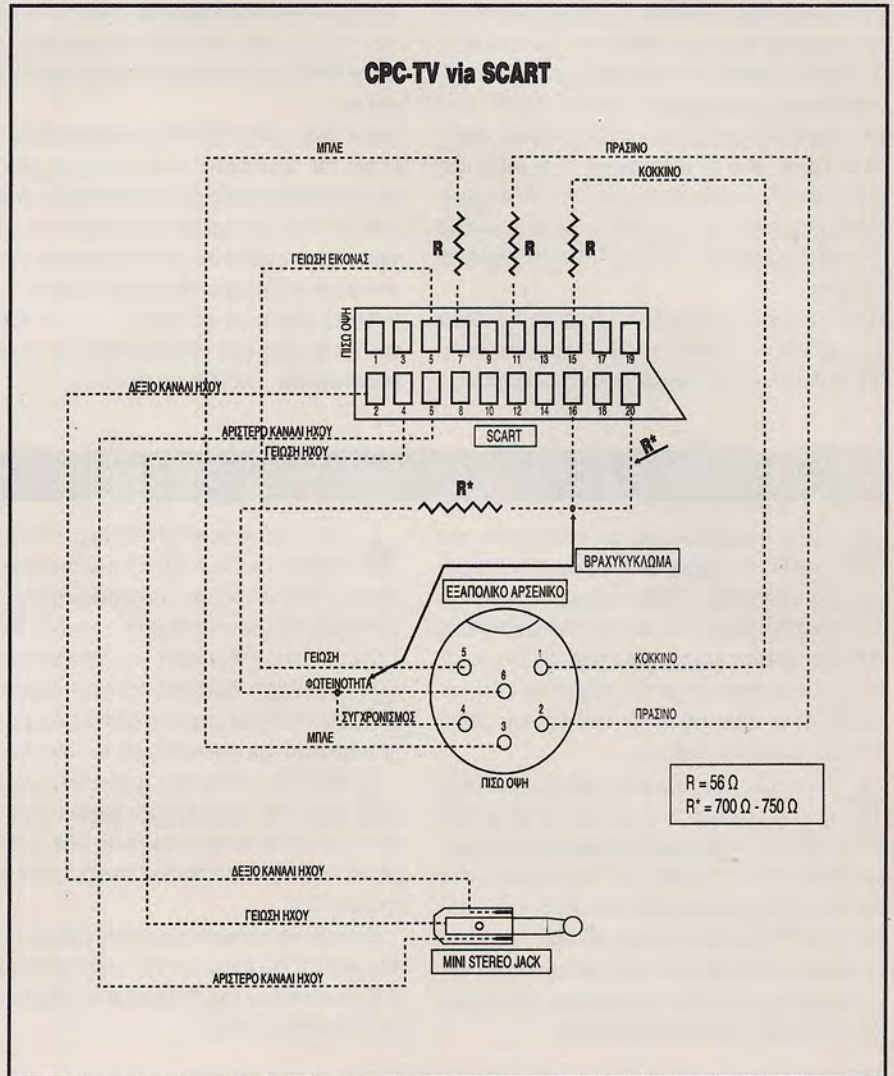 CPC-TV via SCART
ΜΠΛΕ
ΠΡΑΣΙΝΟ
ΚΟΚΚΙΝΟ
R
R
R
ΓΕΙΩΣΗ ΕΙΚΟΝΑΣ
ΠΙΣΩ ΟΨΗ
1 3 5 7 9 11 13 15 17 19
ΔΕΞΙΟ ΚΑΝΑΛΙ ΗΧΟΥ
2 4 6 8 10 12 14 16 18 20
ΑΡΙΣΤΕΡΟ ΚΑΝΑΛΙ ΗΧΟΥ
SCART
ΓΕΙΩΣΗ ΗΧΟΥ
R*
R*
ΒΡΑΧΥΚΥΚΛΩΜΑ
ΕΞΑΠΟΛΙΚΟ ΑΡΣΕΝΙΚΟ
ΓΕΙΩΣΗ
5
1
ΚΟΚΚΙΝΟ
ΦΩΤΕΙΝΟΤΗΤΑ
6
ΣΥΓΧΡΟΝΙΣΜΟΣ
4
2
ΠΡΑΣΙΝΟ
3
ΜΠΛΕ
ΠΙΣΩ ΟΨΗ
R = 56 Ω
R* = 700 Ω - 750 Ω
ΔΕΞΙΟ ΚΑΝΑΛΙ ΗΧΟΥ
ΓΕΙΩΣΗ ΗΧΟΥ
MINI STEREO JACK
ΑΡΙΣΤΕΡΟ ΚΑΝΑΛΙ ΗΧΟΥ